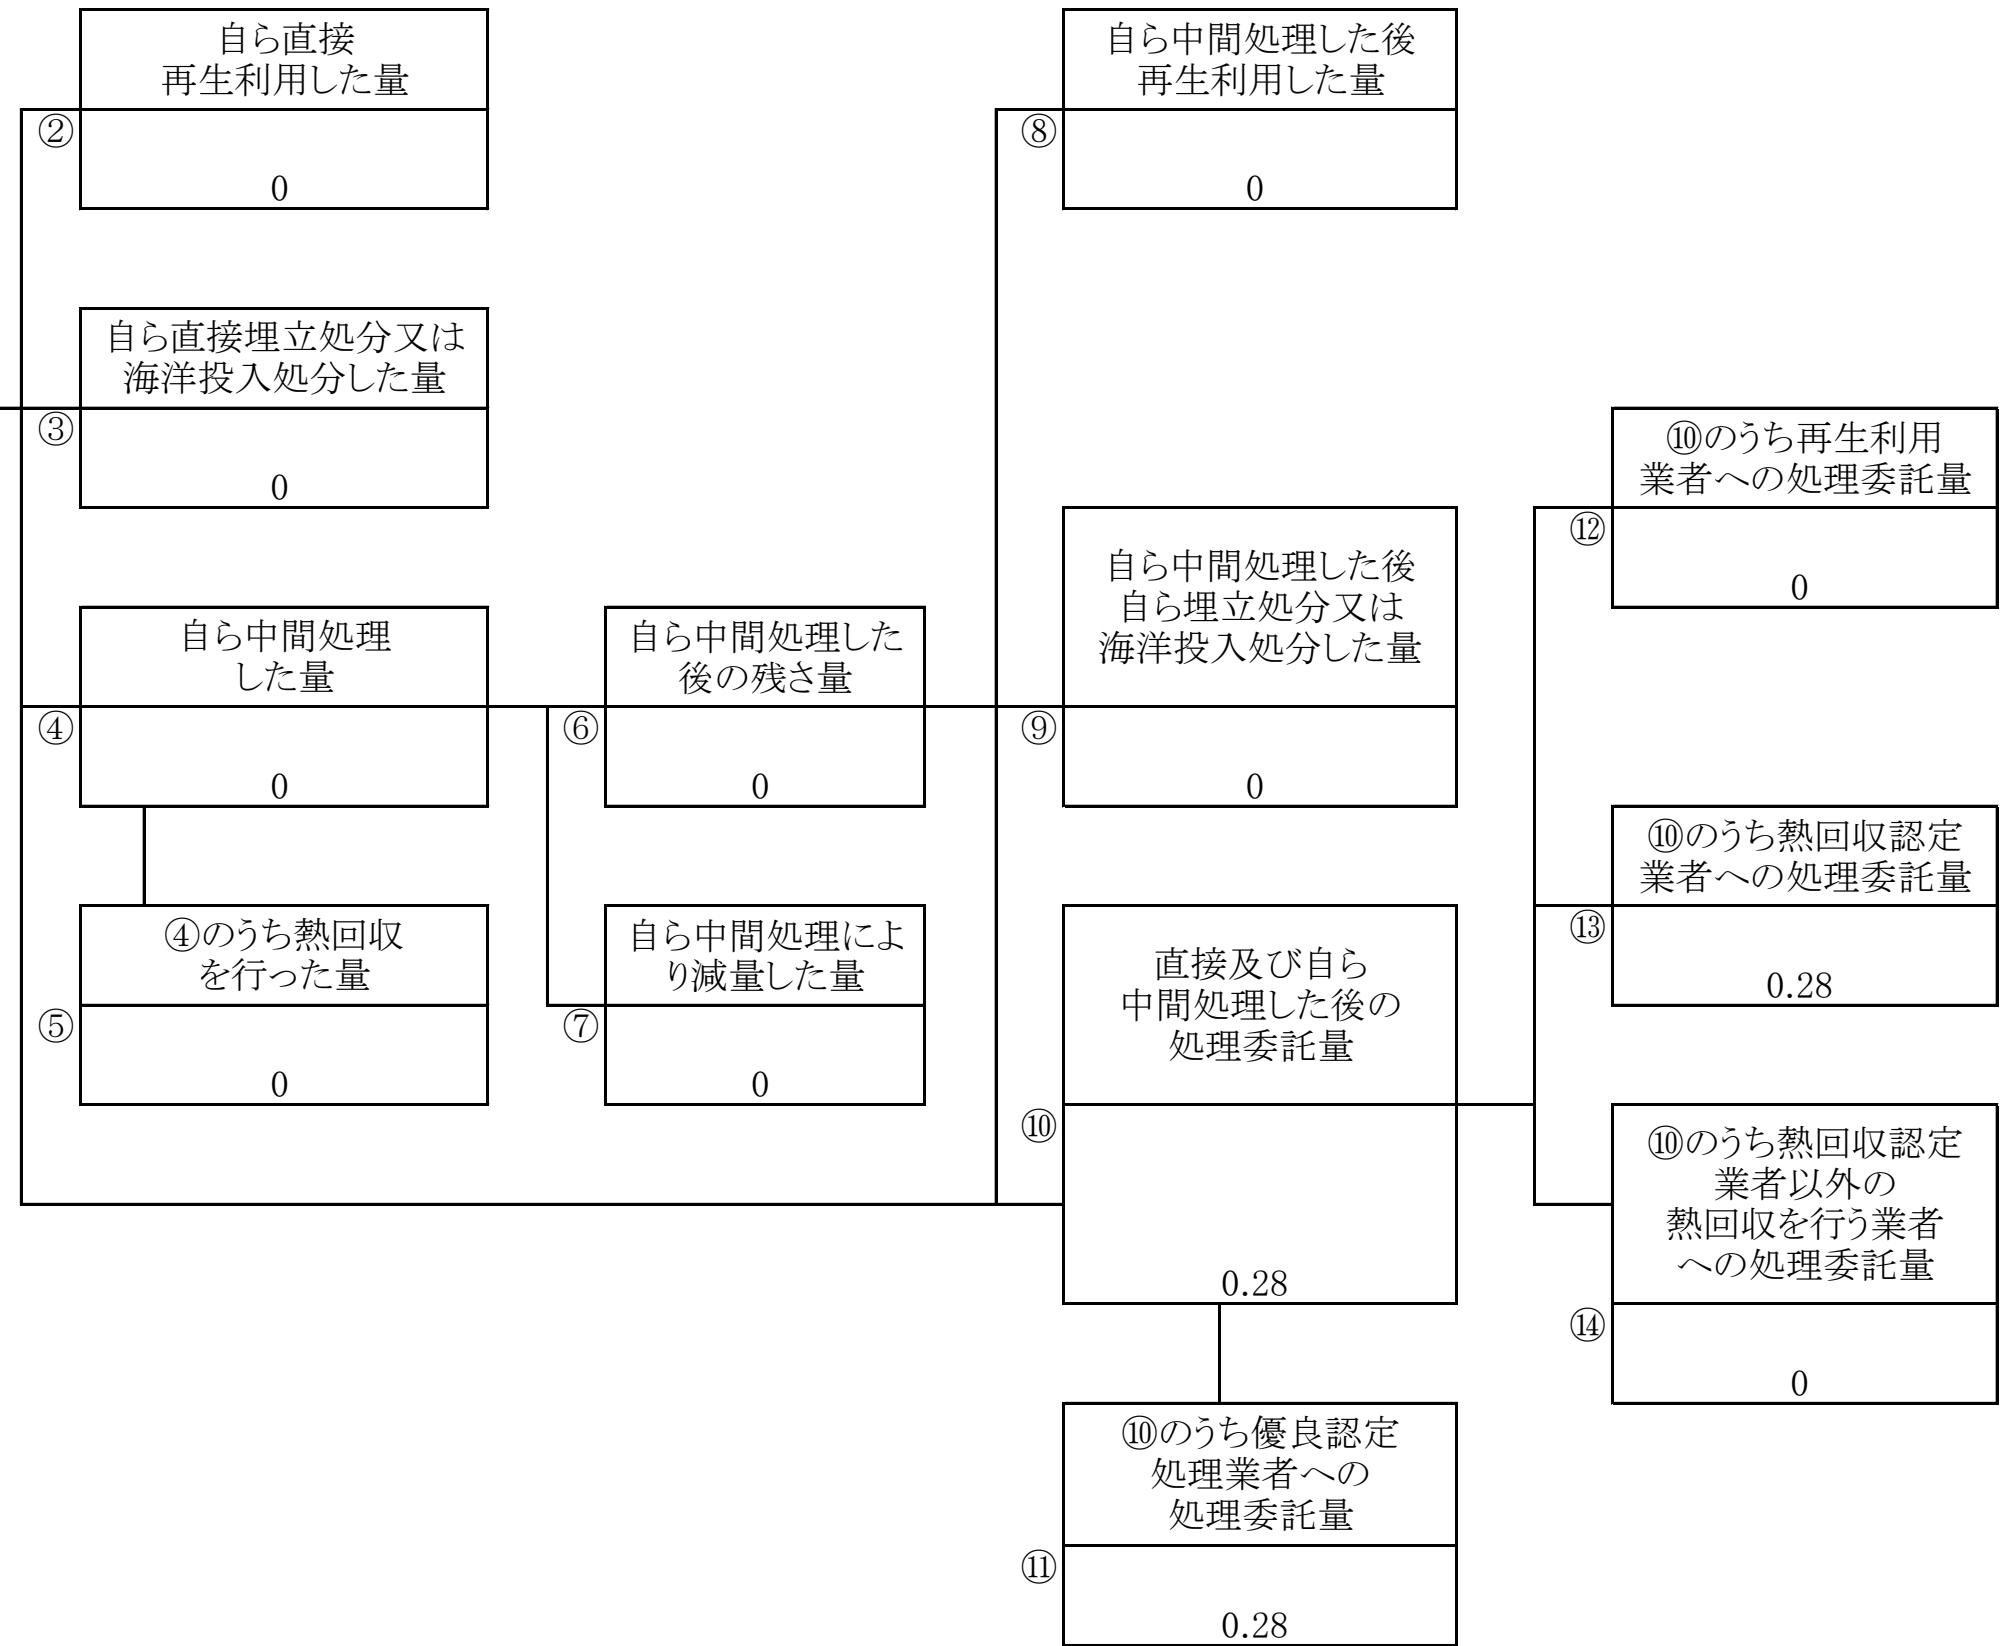 自ら直接
再生利用した量
②
0
自ら直接埋立処分又は
海洋投入処分した量
③
0
自ら中間処理
した量
④
0
④のうち熱回収
を行った量
⑤
0
自ら中間処理した
後の残さ量
⑥
0
自ら中間処理によ
り減量した量
⑦
0
自ら中間処理した後
再生利用した量
⑧
0
自ら中間処理した後
自ら埋立処分又は
海洋投入処分した量
⑨
0
直接及び自ら
中間処理した後の
処理委託量
⑩
0.28
⑩のうち優良認定
処理業者への
処理委託量
⑪
0.28
⑩のうち再生利用
業者への処理委託量
⑫
0
⑩のうち熱回収認定
業者への処理委託量
⑬
0.28
⑩のうち熱回収認定
業者以外の
熱回収を行う業者
への処理委託量
⑭
0